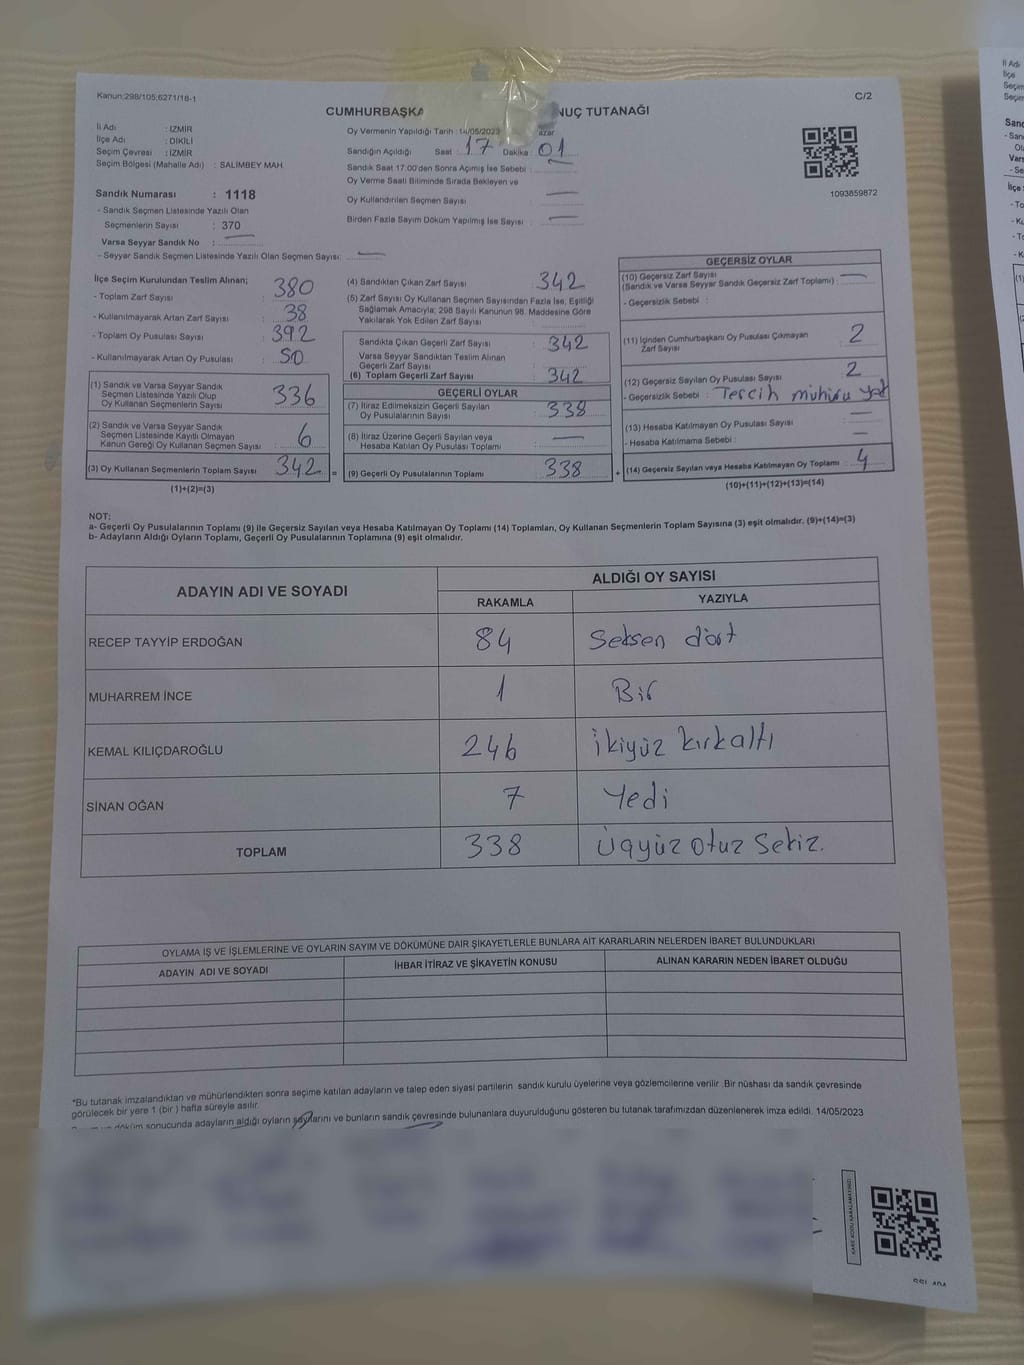 Kanun:298/105;6271/18-1
C/2
CUMHURBAŞKA NUÇ TUTANAĞI
İl Adı : İZMİR
İlçe Adı : DİKİLİ
Seçim Çevresi : İZMİR
Seçim Bölgesi (Mahalle Adı) : SALİMBEY MAH.
Sandık Numarası : 1118
- Sandık Seçmen Listesinde Yazılı Olan
Seçmenlerin Sayısı : 370
Varsa Seyyar Sandık No :
- Seyyar Sandık Seçmen Listesinde Yazılı Olan Seçmen Sayısı:
Oy Vermenin Yapıldığı Tarih : 14/05/2023 azar
Sandığın Açıldığı Saat : 17 Dakika : 01
Sandık Saat 17:00'den Sonra Açılmış İse Sebebi :
Oy Verme Saati Bitiminde Sırada Bekleyen ve
Oy Kullandırılan Seçmen Sayısı
Birden Fazla Sayım Döküm Yapılmış İse Sayısı :
1093859872
İlçe Seçim Kurulundan Teslim Alınan;
- Toplam Zarf Sayısı : 380
- Kullanılmayarak Artan Zarf Sayısı : 38
- Toplam Oy Pusulası Sayısı : 392
- Kullanılmayarak Artan Oy Pusulası : 50
(1) Sandık ve Varsa Seyyar Sandık
Seçmen Listesinde Yazılı Olup
Oy Kullanan Seçmenlerin Sayısı 336
(2) Sandık ve Varsa Seyyar Sandık
Seçmen Listesinde Kayıtlı Olmayan
Kanun Gereği Oy Kullanan Seçmen Sayısı : 6
(3) Oy Kullanan Seçmenlerin Toplam Sayısı : 342 =
(1)+(2)=(3)
(4) Sandıktan Çıkan Zarf Sayısı : 342
(5) Zarf Sayısı Oy Kullanan Seçmen Sayısından Fazla İse, Eşitliği
Sağlamak Amacıyla; 298 Sayılı Kanunun 98. Maddesine Göre
Yakılarak Yok Edilen Zarf Sayısı
Sandıkta Çıkan Geçerli Zarf Sayısı : 342
Varsa Seyyar Sandıktan Teslim Alınan
Geçerli Zarf Sayısı
(6) Toplam Geçerli Zarf Sayısı : 342
GEÇERLİ OYLAR
(7) İtiraz Edilmeksizin Geçerli Sayılan
Oy Pusulalarının Sayısı : 338
(8) İtiraz Üzerine Geçerli Sayılan veya
Hesaba Katılan Oy Pusulası Toplamı :
(9) Geçerli Oy Pusulalarının Toplamı : 338 +
GEÇERSİZ OYLAR
(10) Geçersiz Zarf Sayısı
(Sandık ve Varsa Seyyar Sandık Geçersiz Zarf Toplamı) :
- Geçersizlik Sebebi :
(11) İçinden Cumhurbaşkanı Oy Pusulası Çıkmayan
Zarf Sayısı : 2
(12) Geçersiz Sayılan Oy Pusulası Sayısı : 2
- Geçersizlik Sebebi : Tercih mühürü yok
(13) Hesaba Katılmayan Oy Pusulası Sayısı :
- Hesaba Katılmama Sebebi :
(14) Geçersiz Sayılan veya Hesaba Katılmayan Oy Toplamı : 4
(10)+(11)+(12)+(13)=(14)
NOT:
a- Geçerli Oy Pusulalarının Toplamı (9) ile Geçersiz Sayılan veya Hesaba Katılmayan Oy Toplamı (14) Toplamları, Oy Kullanan Seçmenlerin Toplam Sayısına (3) eşit olmalıdır. (9)+(14)=(3)
b- Adayların Aldığı Oyların Toplamı, Geçerli Oy Pusulalarının Toplamına (9) eşit olmalıdır.
ADAYIN ADI VE SOYADI ALDIĞI OY SAYISI
RAKAMLA YAZIYLA
RECEP TAYYİP ERDOĞAN 84 Seksen dört
MUHARREM İNCE 1 Bir
KEMAL KILIÇDAROĞLU 246 İkiyüz kırkaltı
SİNAN OĞAN 7 Yedi
TOPLAM 338 Üçyüz otuz sekiz.
OYLAMA İŞ VE İŞLEMLERİNE VE OYLARIN SAYIM VE DÖKÜMÜNE DAİR ŞİKAYETLERLE BUNLARA AİT KARARLARIN NELERDEN İBARET BULUNDUKLARI
ADAYIN ADI VE SOYADI İHBAR İTİRAZ VE ŞİKAYETİN KONUSU ALINAN KARARIN NEDEN İBARET OLDUĞU
*Bu tutanak imzalandıktan ve mühürlendikten sonra seçime katılan adayların ve talep eden siyasi partilerin sandık kurulu üyelerine veya gözlemcilerine verilir .Bir nüshası da sandık çevresinde
görülecek bir yere 1 (bir ) hafta süreyle asılır.
döküm sonucunda adayların aldığı oyların sayılarını ve bunların sandık çevresinde bulunanlara duyurulduğunu gösteren bu tutanak tarafımızdan düzenlenerek imza edildi. 14/05/2023